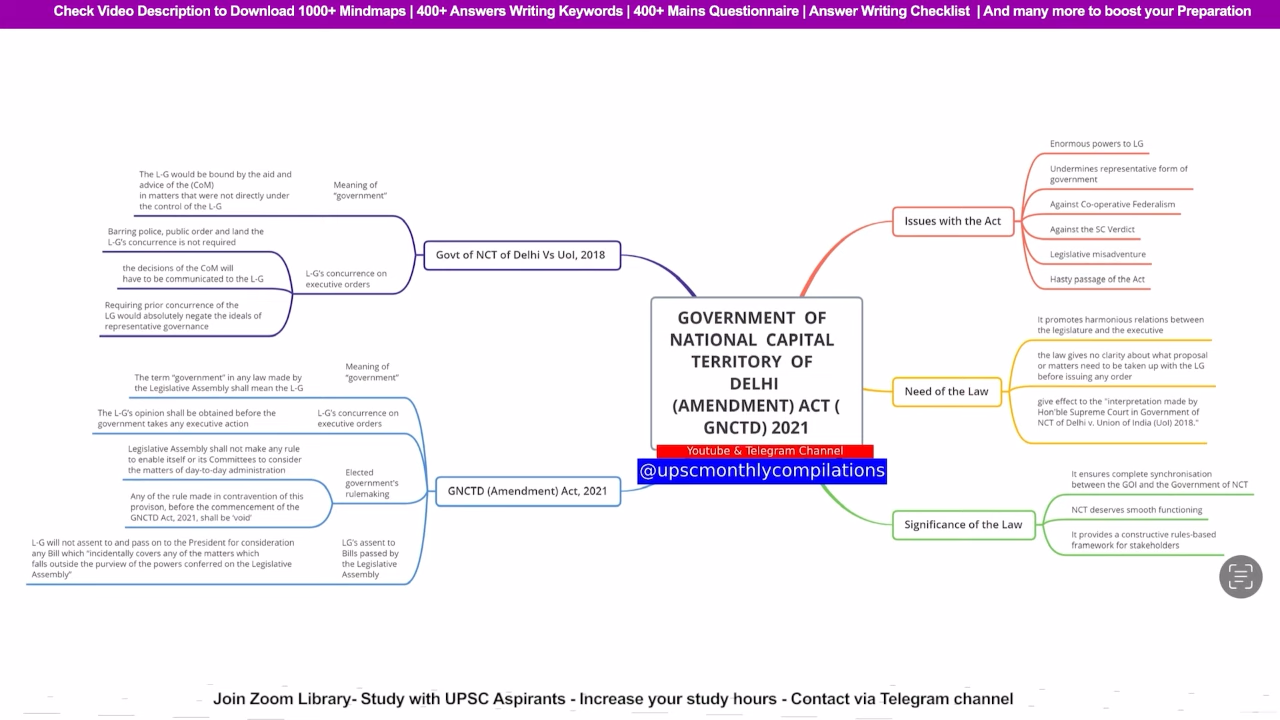 Check Video Description to Download 1000+ Mindmaps | 400+ Answers Writing Keywords | 400+ Mains Questionnaire | Answer Writing Checklist | And many more to boost your Preparation
GOVERNMENT OF
NATIONAL CAPITAL
TERRITORY OF
DELHI
(AMENDMENT) ACT (
GNCTD) 2021
Youtube & Telegram Channel
@upscmonthlycompilations
Govt of NCT of Delhi Vs UoI, 2018
Meaning of
"government"
The L-G would be bound by the aid and
advice of the (CoM)
in matters that were not directly under
the control of the L-G
L-G's concurrence on
executive orders
Barring police, public order and land the
L-G's concurrence is not required
the decisions of the CoM will
have to be communicated to the L-G
Requiring prior concurrence of the
LG would absolutely negate the ideals of
representative governance
GNCTD (Amendment) Act, 2021
Meaning of
"government"
The term "government" in any law made by
the Legislative Assembly shall mean the L-G
L-G's concurrence on
executive orders
The L-G's opinion shall be obtained before the
government takes any executive action
Elected
government's
rulemaking
Legislative Assembly shall not make any rule
to enable itself or its Committees to consider
the matters of day-to-day administration
Any of the rule made in contravention of this
provison, before the commencement of the
GNCTD Act, 2021, shall be 'void'
LG's assent to
Bills passed by
the Legislative
Assembly
L-G will not assent to and pass on to the President for consideration
any Bill which "incidentally covers any of the matters which
falls outside the purview of the powers conferred on the Legislative
Assembly"
Issues with the Act
Enormous powers to LG
Undermines representative form of
government
Against Co-operative Federalism
Against the SC Verdict
Legislative misadventure
Hasty passage of the Act
Need of the Law
It promotes harmonious relations between
the legislature and the executive
the law gives no clarity about what proposal
or matters need to be taken up with the LG
before issuing any order
give effect to the "interpretation made by
Hon'ble Supreme Court in Government of
NCT of Delhi v. Union of India (UoI) 2018."
Significance of the Law
It ensures complete synchronisation
between the GOI and the Government of NCT
NCT deserves smooth functioning
It provides a constructive rules-based
framework for stakeholders
Join Zoom Library- Study with UPSC Aspirants - Increase your study hours - Contact via Telegram channel